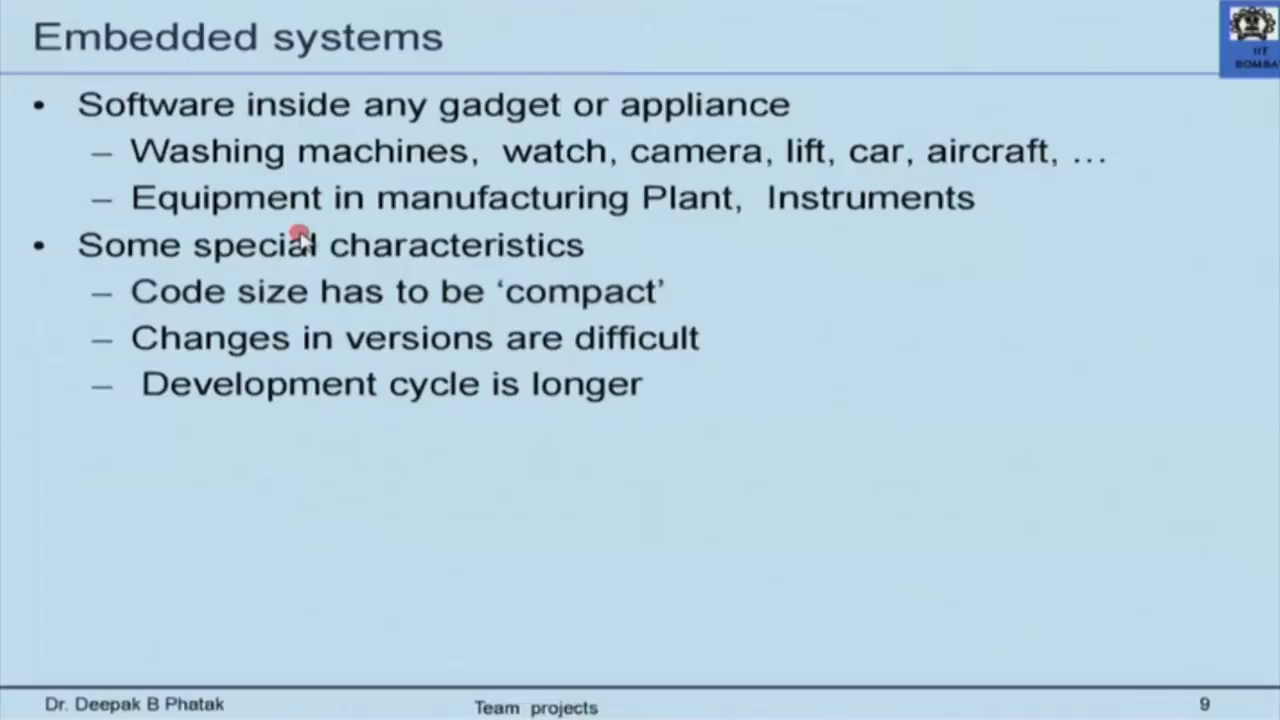 Embedded systems
IIT
BOMBA
• Software inside any gadget or appliance
– Washing machines, watch, camera, lift, car, aircraft, ...
– Equipment in manufacturing Plant, Instruments
• Some special characteristics
– Code size has to be ‘compact’
– Changes in versions are difficult
– Development cycle is longer
Dr. Deepak B Phatak
Team projects
9